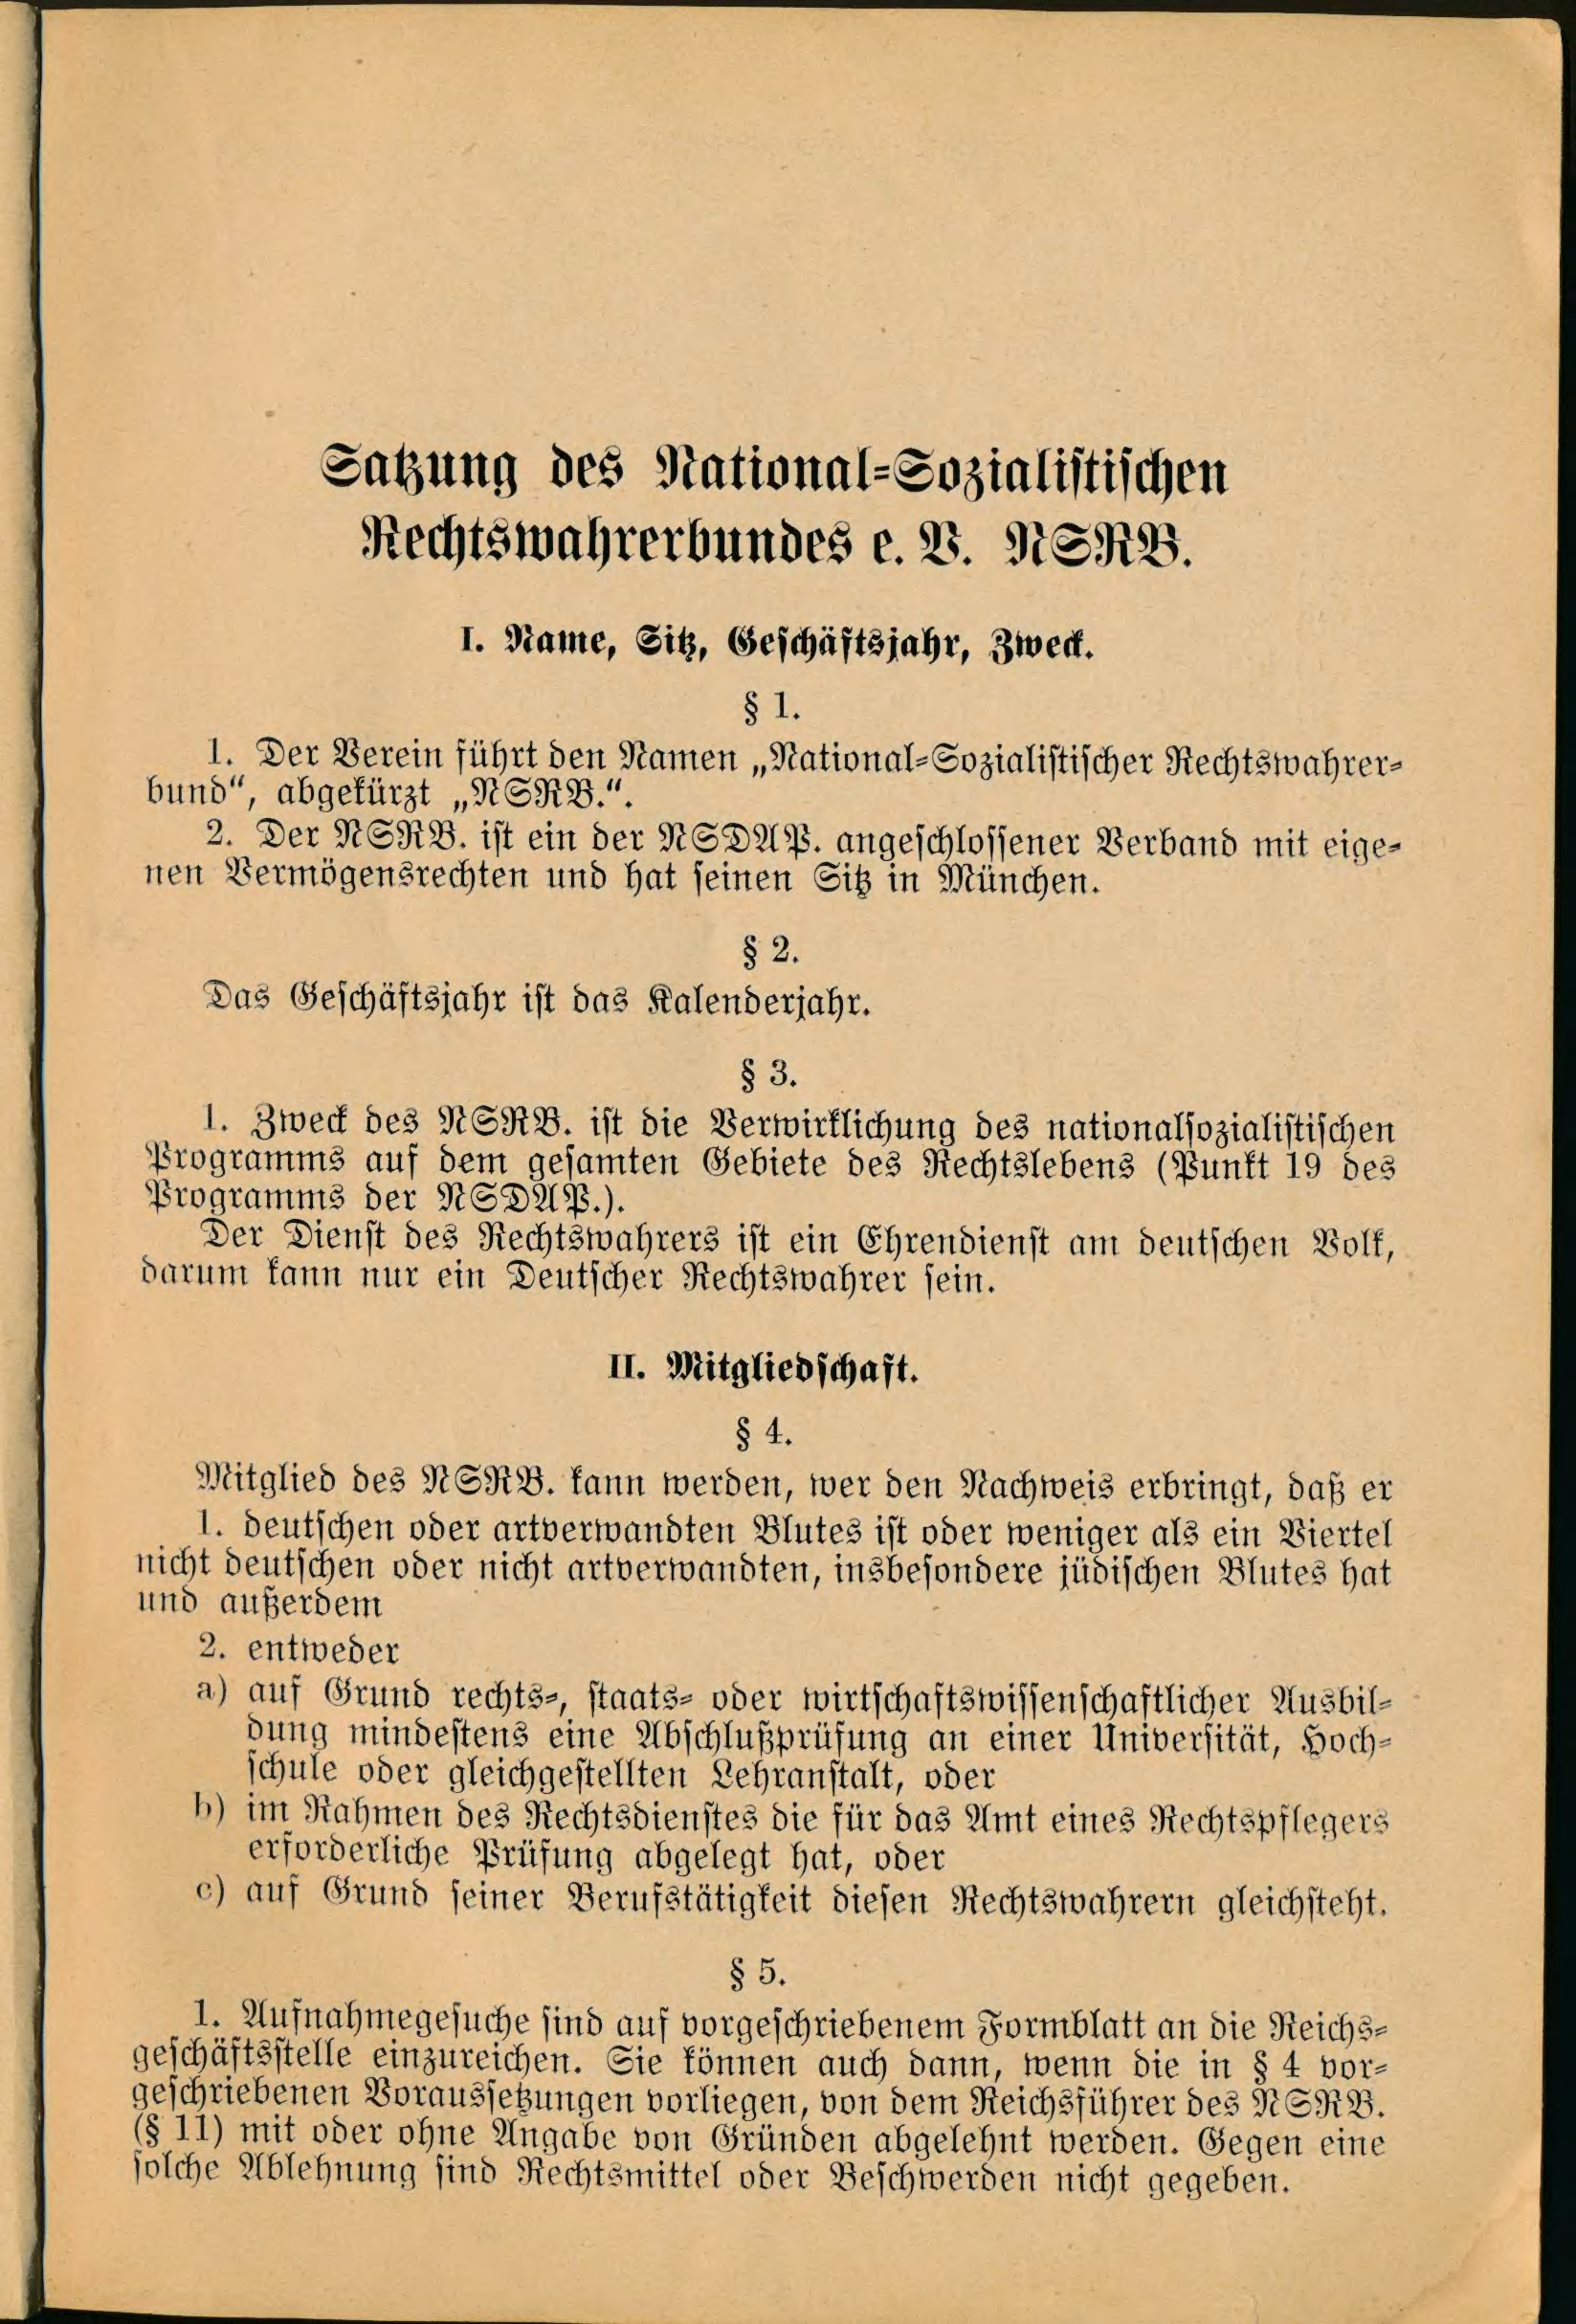 Satzung des National-Sozialistischen
Rechtswahrerbundes e. V. NSRB.
I. Name, Sitz, Geschäftsjahr, Zweck.
§ 1.
1. Der Verein führt den Namen „National-Sozialistischer Rechtswahrer-
bund“, abgekürzt „NSRB.“.
2. Der NSRB. ist ein der NSDAP. angeschlossener Verband mit eige-
nen Vermögensrechten und hat seinen Sitz in München.
§ 2.
Das Geschäftsjahr ist das Kalenderjahr.
§ 3.
1. Zweck des NSRB. ist die Verwirklichung des nationalsozialistischen
Programms auf dem gesamten Gebiete des Rechtslebens (Punkt 19 des
Programms der NSDAP.).
Der Dienst des Rechtswahrers ist ein Ehrendienst am deutschen Volk,
darum kann nur ein Deutscher Rechtswahrer sein.
II. Mitgliedschaft.
§ 4.
Mitglied des NSRB. kann werden, wer den Nachweis erbringt, daß er
1. deutschen oder artverwandten Blutes ist oder weniger als ein Viertel
nicht deutschen oder nicht artverwandten, insbesondere jüdischen Blutes hat
und außerdem
2. entweder
a) auf Grund rechts-, staats- oder wirtschaftswissenschaftlicher Ausbil-
dung mindestens eine Abschlußprüfung an einer Universität, Hoch-
schule oder gleichgestellten Lehranstalt, oder
b) im Rahmen des Rechtsdienstes die für das Amt eines Rechtspflegers
erforderliche Prüfung abgelegt hat, oder
c) auf Grund seiner Berufstätigkeit diesen Rechtswahrern gleichsteht.
§ 5.
1. Aufnahmegesuche sind auf vorgeschriebenem Formblatt an die Reichs-
geschäftsstelle einzureichen. Sie können auch dann, wenn die in § 4 vor-
geschriebenen Voraussetzungen vorliegen, von dem Reichsführer des NSRB.
(§ 11) mit oder ohne Angabe von Gründen abgelehnt werden. Gegen eine
solche Ablehnung sind Rechtsmittel oder Beschwerden nicht gegeben.